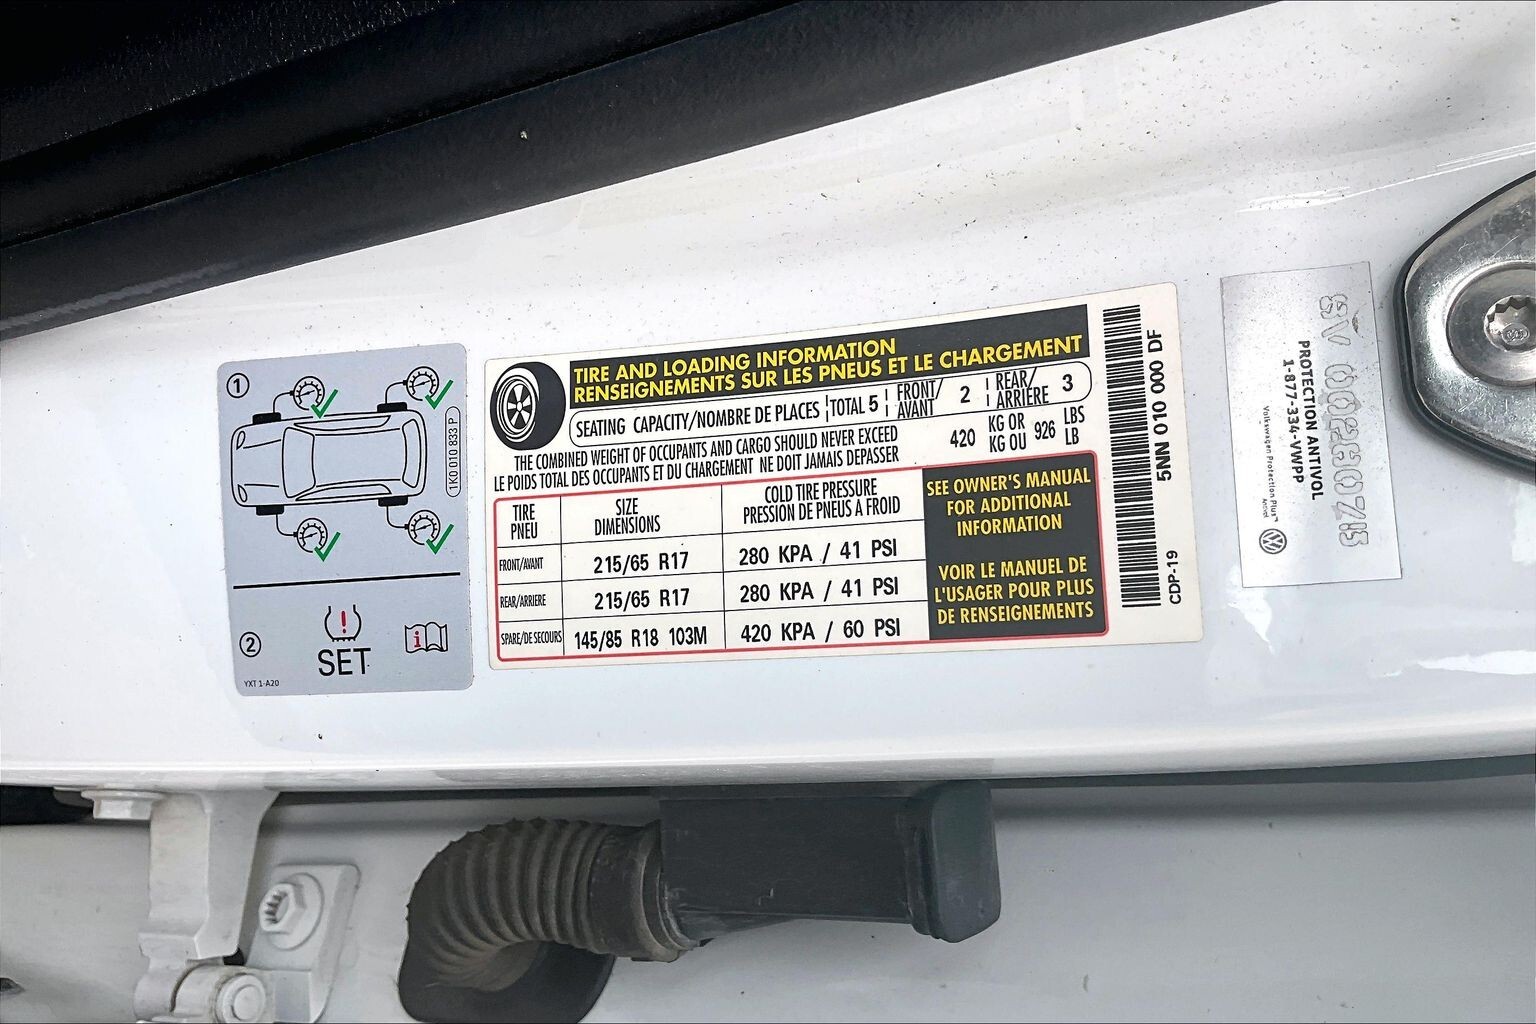 1
1K0 010 833 P
2
SET
i
YXT 1-A20
TIRE AND LOADING INFORMATION
RENSEIGNEMENTS SUR LES PNEUS ET LE CHARGEMENT
SEATING CAPACITY/NOMBRE DE PLACES TOTAL 5 FRONT/AVANT 2 REAR/ARRIÈRE 3
THE COMBINED WEIGHT OF OCCUPANTS AND CARGO SHOULD NEVER EXCEED
LE POIDS TOTAL DES OCCUPANTS ET DU CHARGEMENT NE DOIT JAMAIS DEPASSER
420 KG OR 926 LBS
KG OU LB
TIRE SIZE COLD TIRE PRESSURE
PNEU DIMENSIONS PRESSION DE PNEUS A FROID
FRONT/AVANT 215/65 R17 280 KPA / 41 PSI
REAR/ARRIERE 215/65 R17 280 KPA / 41 PSI
SPARE/DE SECOURS 145/85 R18 103M 420 KPA / 60 PSI
SEE OWNER'S MANUAL
FOR ADDITIONAL
INFORMATION
VOIR LE MANUEL DE
L'USAGER POUR PLUS
DE RENSEIGNEMENTS
5NN 010 000 DF
CDP-19
PROTECTION ANTIVOL
1-877-334-VWPP
Volkswagen Protection Plus™
Antivol